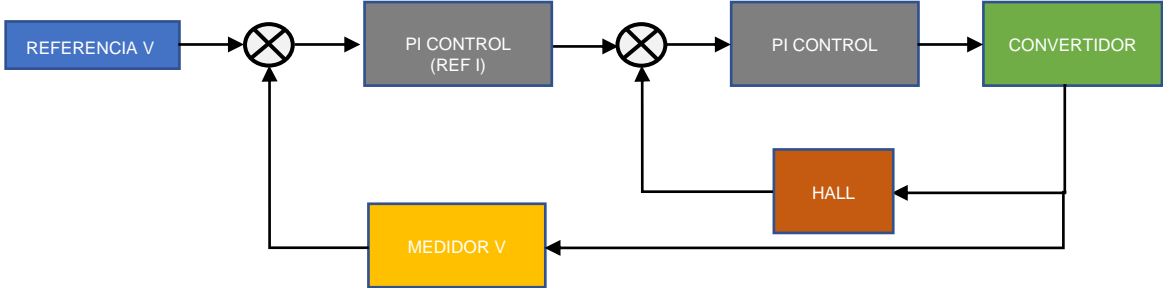 REFERENCIA V
PI CONTROL
(REF I)
PI CONTROL
CONVERTIDOR
HALL
MEDIDOR V